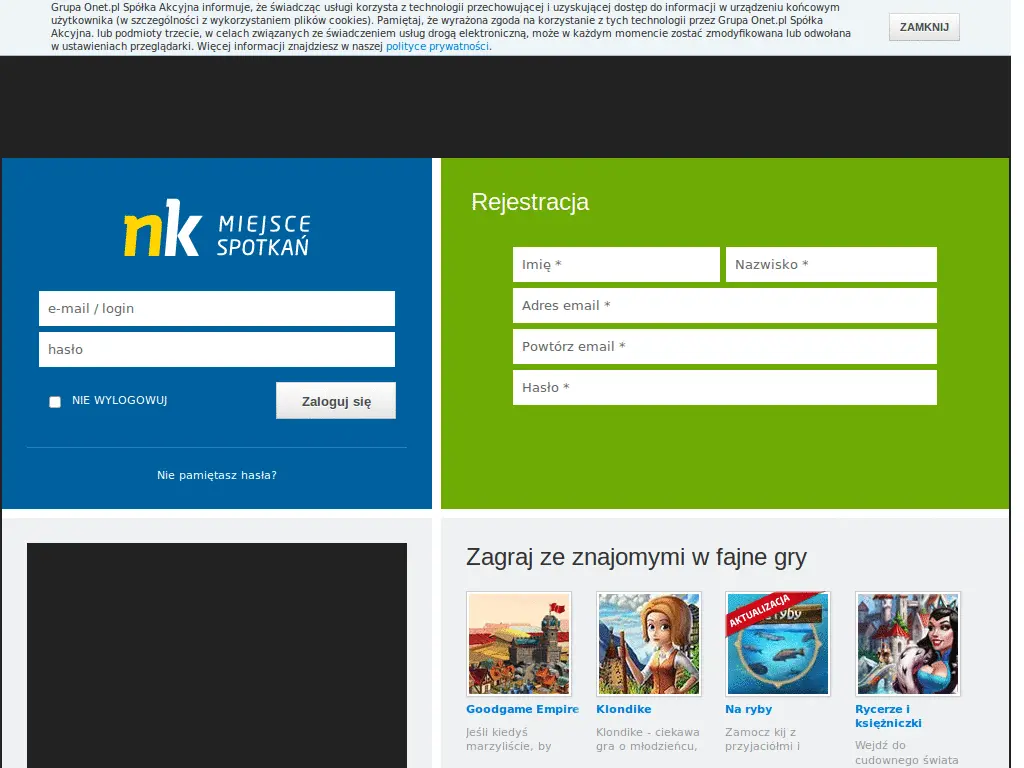 Grupa Onet.pl Spółka Akcyjna informuje, że świadcząc usługi korzysta z technologii przechowującej i uzyskującej dostęp do informacji w urządzeniu końcowym
użytkownika (w szczególności z wykorzystaniem plików cookies). Pamiętaj, że wyrażona zgoda na korzystanie z tych technologii przez Grupa Onet.pl Spółka
Akcyjna. lub podmioty trzecie, w celach związanych ze świadczeniem usług drogą elektroniczną, może w każdym momencie zostać zmodyfikowana lub odwołana
w ustawieniach przeglądarki. Więcej informacji znajdziesz w naszej polityce prywatności.
ZAMKNIJ
nk MIEJSCE
SPOTKAŃ
e-mail / login
hasło
NIE WYLOGOWUJ
Zaloguj się
Nie pamiętasz hasła?
Rejestracja
Imię *
Nazwisko *
Adres email *
Powtórz email *
Hasło *
Zagraj ze znajomymi w fajne gry
Goodgame Empire
Jeśli kiedyś
marzyliście, by
Klondike
Klondike - ciekawa
gra o młodzieńcu,
AKTUALIZACJA
Na ryby
Zamocz kij z
przyjaciółmi i
Rycerze i
księżniczki
Wejdź do
cudownego świata